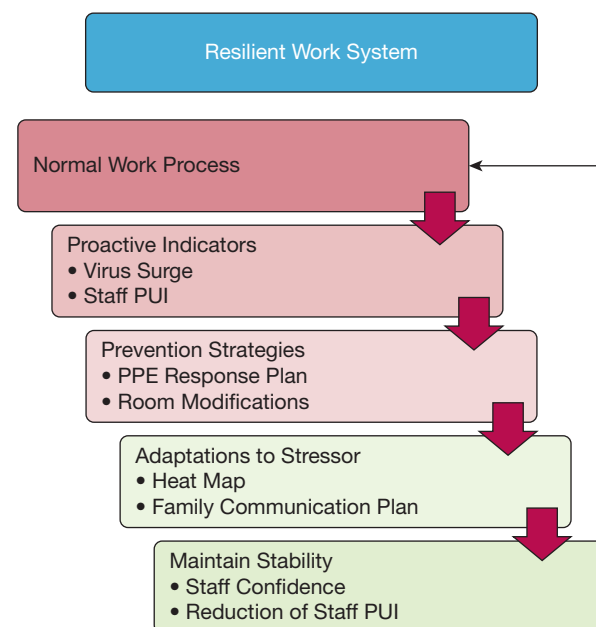 Resilient Work System
Normal Work Process
Proactive Indicators
• Virus Surge
• Staff PUI
Prevention Strategies
• PPE Response Plan
• Room Modifications
Adaptations to Stressor
• Heat Map
• Family Communication Plan
Maintain Stability
• Staff Confidence
• Reduction of Staff PUI